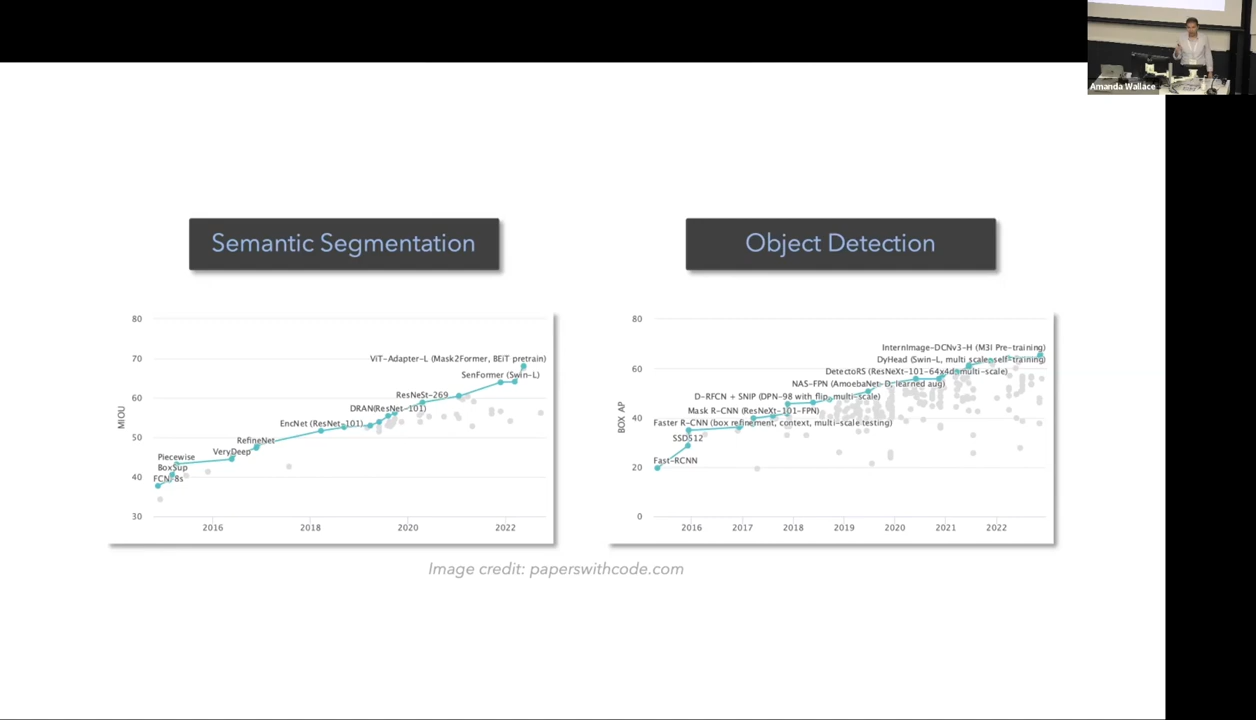 Amanda Wallace
Semantic Segmentation
80
70
60
50
40
30
MIOU
2016
2018
2020
2022
ViT-Adapter-L (Mask2Former, BEiT pretrain)
SenFormer (Swin-L)
ResNeSt-269
DRAN(ResNet-101)
EncNet (ResNet-101)
RefineNet
VeryDeep
Piecewise
BoxSup
FCN-8s
Object Detection
80
60
40
20
0
BOX AP
2016
2017
2018
2019
2020
2021
2022
InternImage-DCNv3-H (M3I Pre-training)
DyHead (Swin-L, multi scale, self-training)
DetectoRS (ResNeXt-101-64x4d, multi-scale)
NAS-FPN (AmoebaNet-D, learned aug)
D-RFCN + SNIP (DPN-98 with flip, multi-scale)
Mask R-CNN (ResNeXt-101-FPN)
Faster R-CNN (box refinement, context, multi-scale testing)
SSD512
Fast-RCNN
Image credit: paperswithcode.com